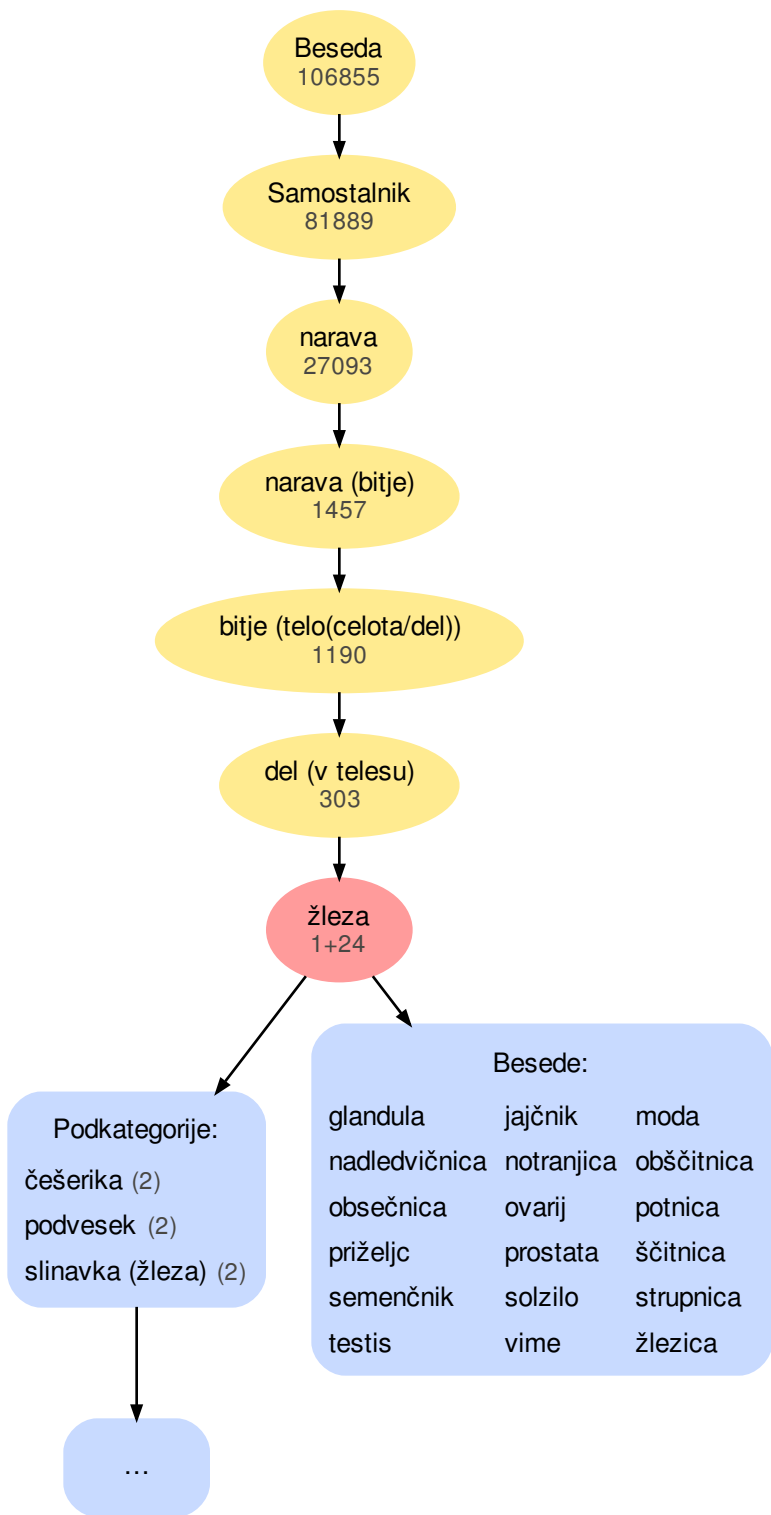 Beseda
106855
Samostalnik
81889
narava
27093
narava (bitje)
1457
bitje (telo(celota/del))
1190
del (v telesu)
303
žleza
1+24
Podkategorije:
češerika (2)
podvesek (2)
slinavka (žleza) (2)
...
Besede:
glandula jajčnik moda
nadledvičnica notranjica obščitnica
obsečnica ovarij potnica
priželjc prostata ščitnica
semenčnik solzilo strupnica
testis vime žlezica